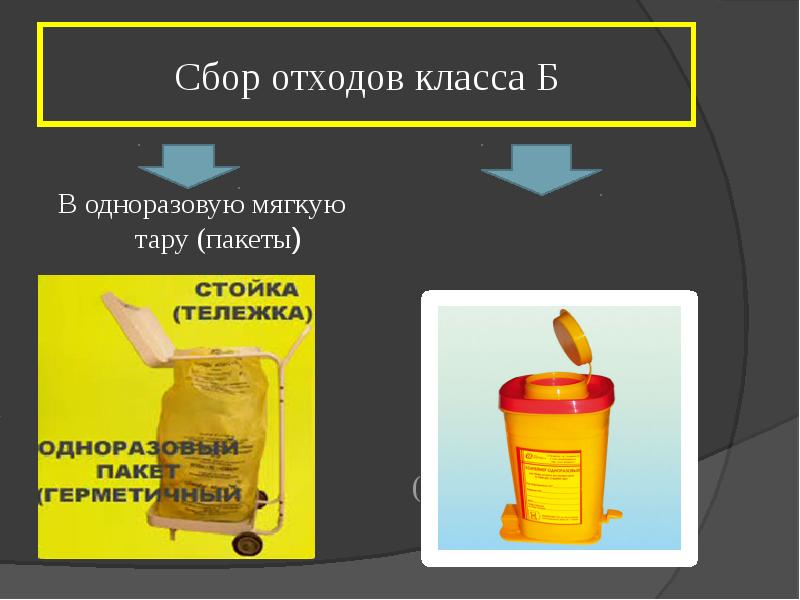 Сбор отходов класса Б
В одноразовую мягкую
тару (пакеты)
СТОЙКА
(ТЕЛЕЖКА)
ОДНОРАЗОВЫЙ
ПАКЕТ
(ГЕРМЕТИЧНЫЙ
(